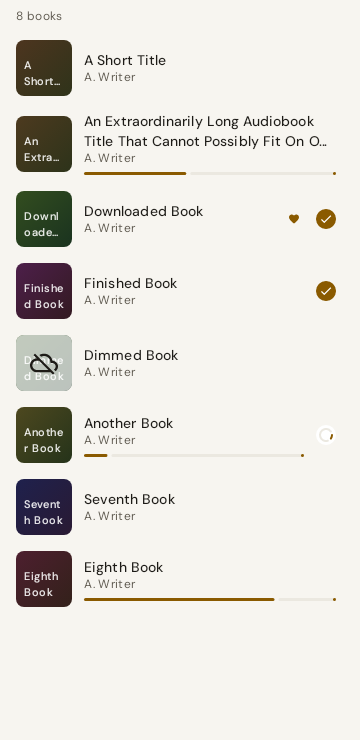 8 books
A
Short…
A Short Title
A. Writer
An
Extra…
An Extraordinarily Long Audiobook
Title That Cannot Possibly Fit On O…
A. Writer
Downl
oade…
Downloaded Book
A. Writer
Finishe
d Book
Finished Book
A. Writer
d Book
Dimmed Book
A. Writer
Anothe
r Book
Another Book
A. Writer
Sevent
h Book
Seventh Book
A. Writer
Eighth
Book
Eighth Book
A. Writer